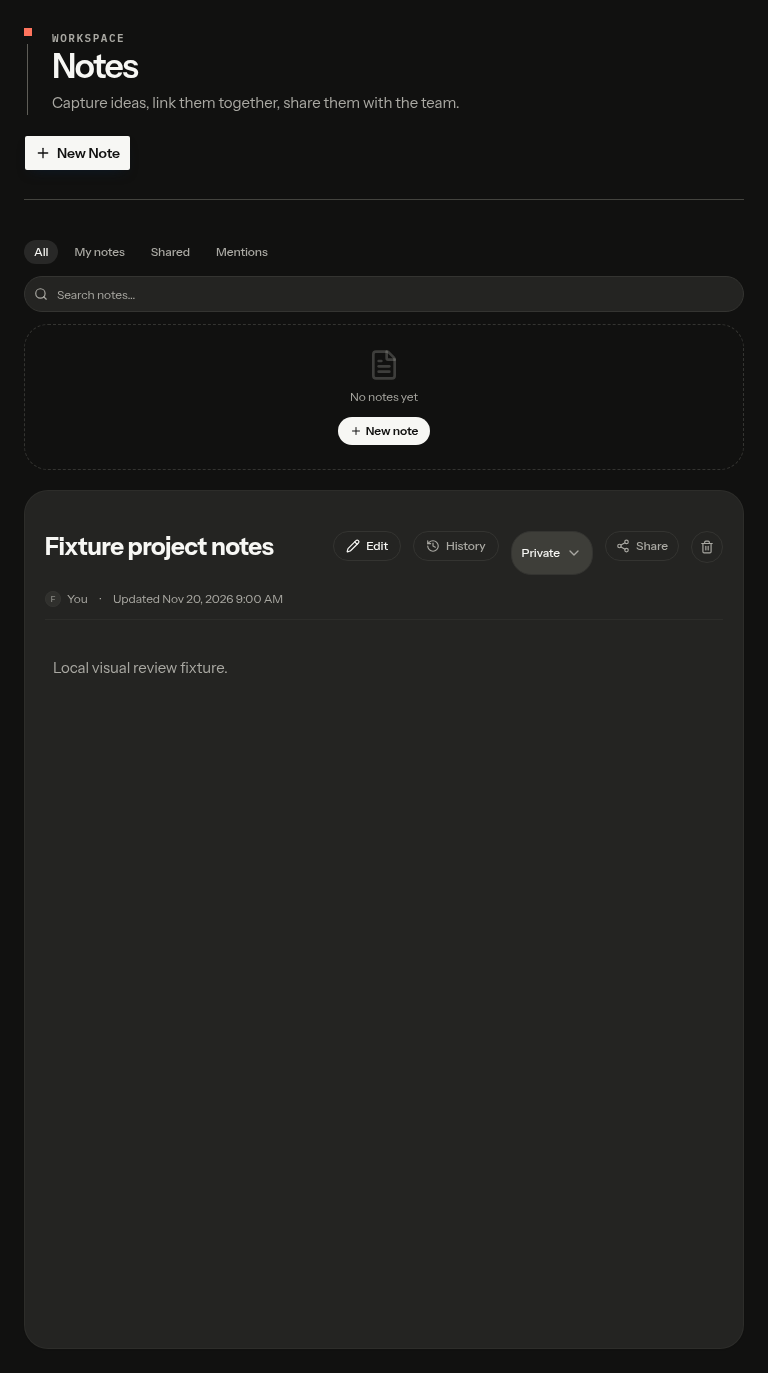 WORKSPACE
Notes
Capture ideas, link them together, share them with the team.
New Note
All My notes Shared Mentions
Search notes...
No notes yet
New note
Fixture project notes Edit History Private Share
F You · Updated Nov 20, 2026 9:00 AM
Local visual review fixture.